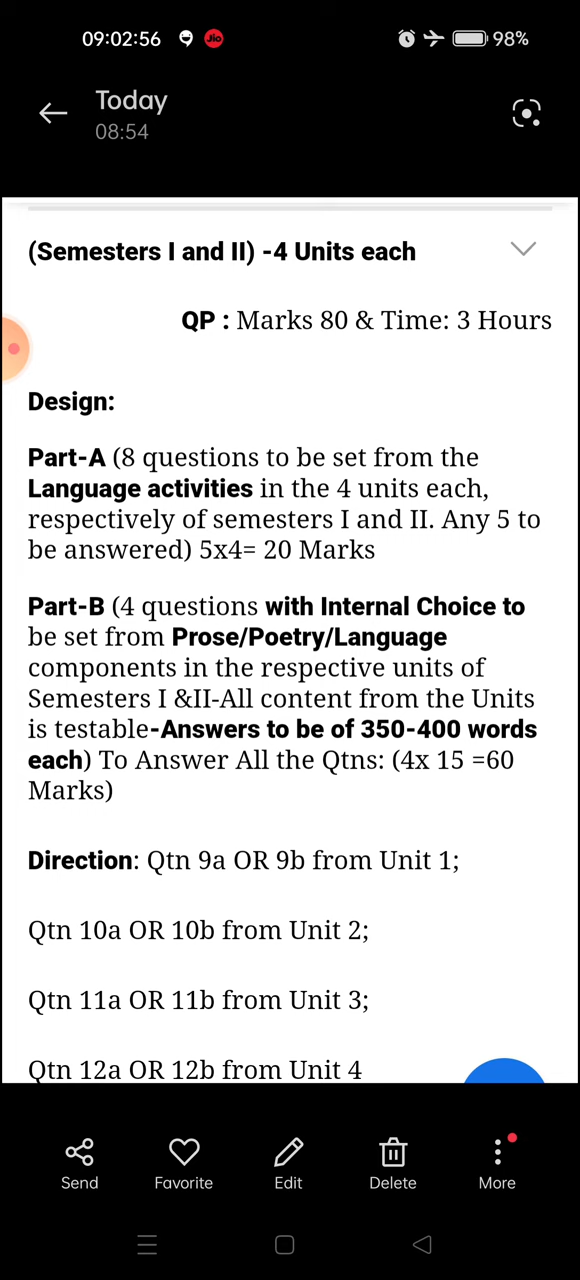 09:02:56 Jio 98%
Today
08:54
(Semesters I and II) -4 Units each
QP : Marks 80 & Time: 3 Hours
Design:
Part-A (8 questions to be set from the
Language activities in the 4 units each,
respectively of semesters I and II. Any 5 to
be answered) 5x4= 20 Marks
Part-B (4 questions with Internal Choice to
be set from Prose/Poetry/Language
components in the respective units of
Semesters I &II-All content from the Units
is testable-Answers to be of 350-400 words
each) To Answer All the Qtns: (4x 15 =60
Marks)
Direction: Qtn 9a OR 9b from Unit 1;
Qtn 10a OR 10b from Unit 2;
Qtn 11a OR 11b from Unit 3;
Qtn 12a OR 12b from Unit 4
Send Favorite Edit Delete More